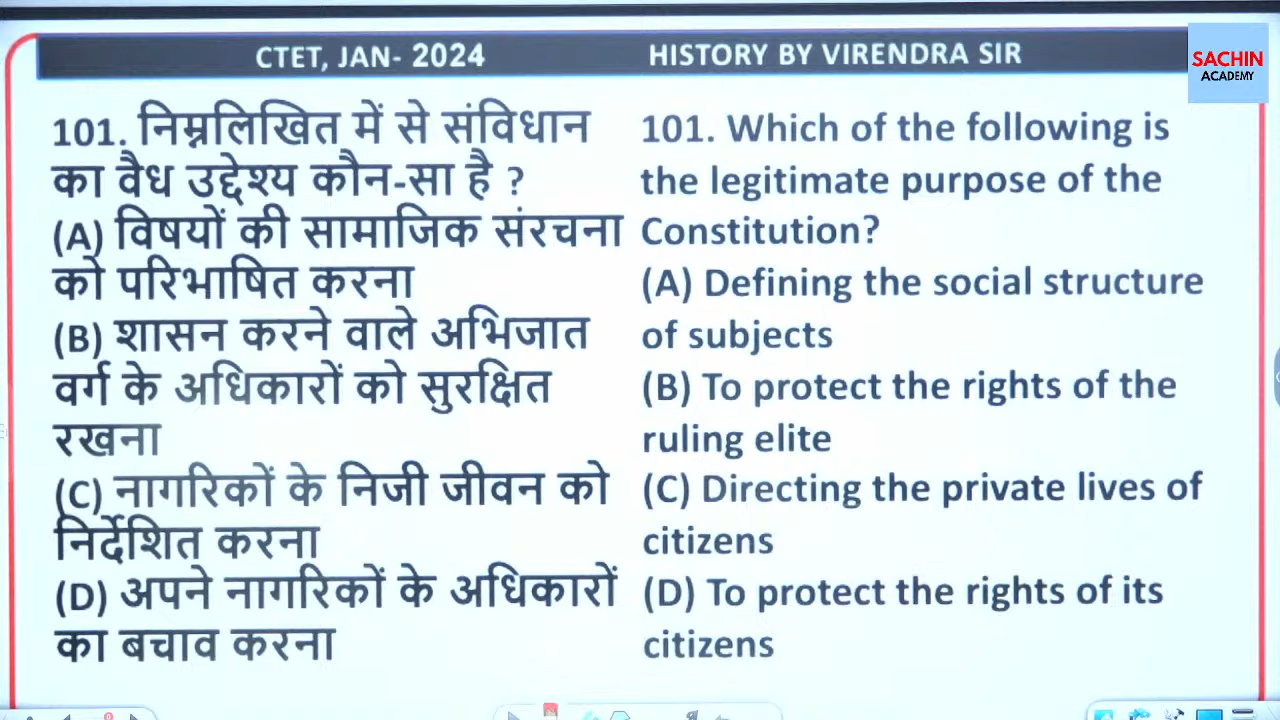 CTET, JAN- 2024
HISTORY BY VIRENDRA SIR
SACHIN
ACADEMY
101. निम्नलिखित में से संविधान
का वैध उद्देश्य कौन-सा है ?
(A) विषयों की सामाजिक संरचना
को परिभाषित करना
(B) शासन करने वाले अभिजात
वर्ग के अधिकारों को सुरक्षित
रखना
(C) नागरिकों के निजी जीवन को
निर्देशित करना
(D) अपने नागरिकों के अधिकारों
का बचाव करना
101. Which of the following is
the legitimate purpose of the
Constitution?
(A) Defining the social structure
of subjects
(B) To protect the rights of the
ruling elite
(C) Directing the private lives of
citizens
(D) To protect the rights of its
citizens